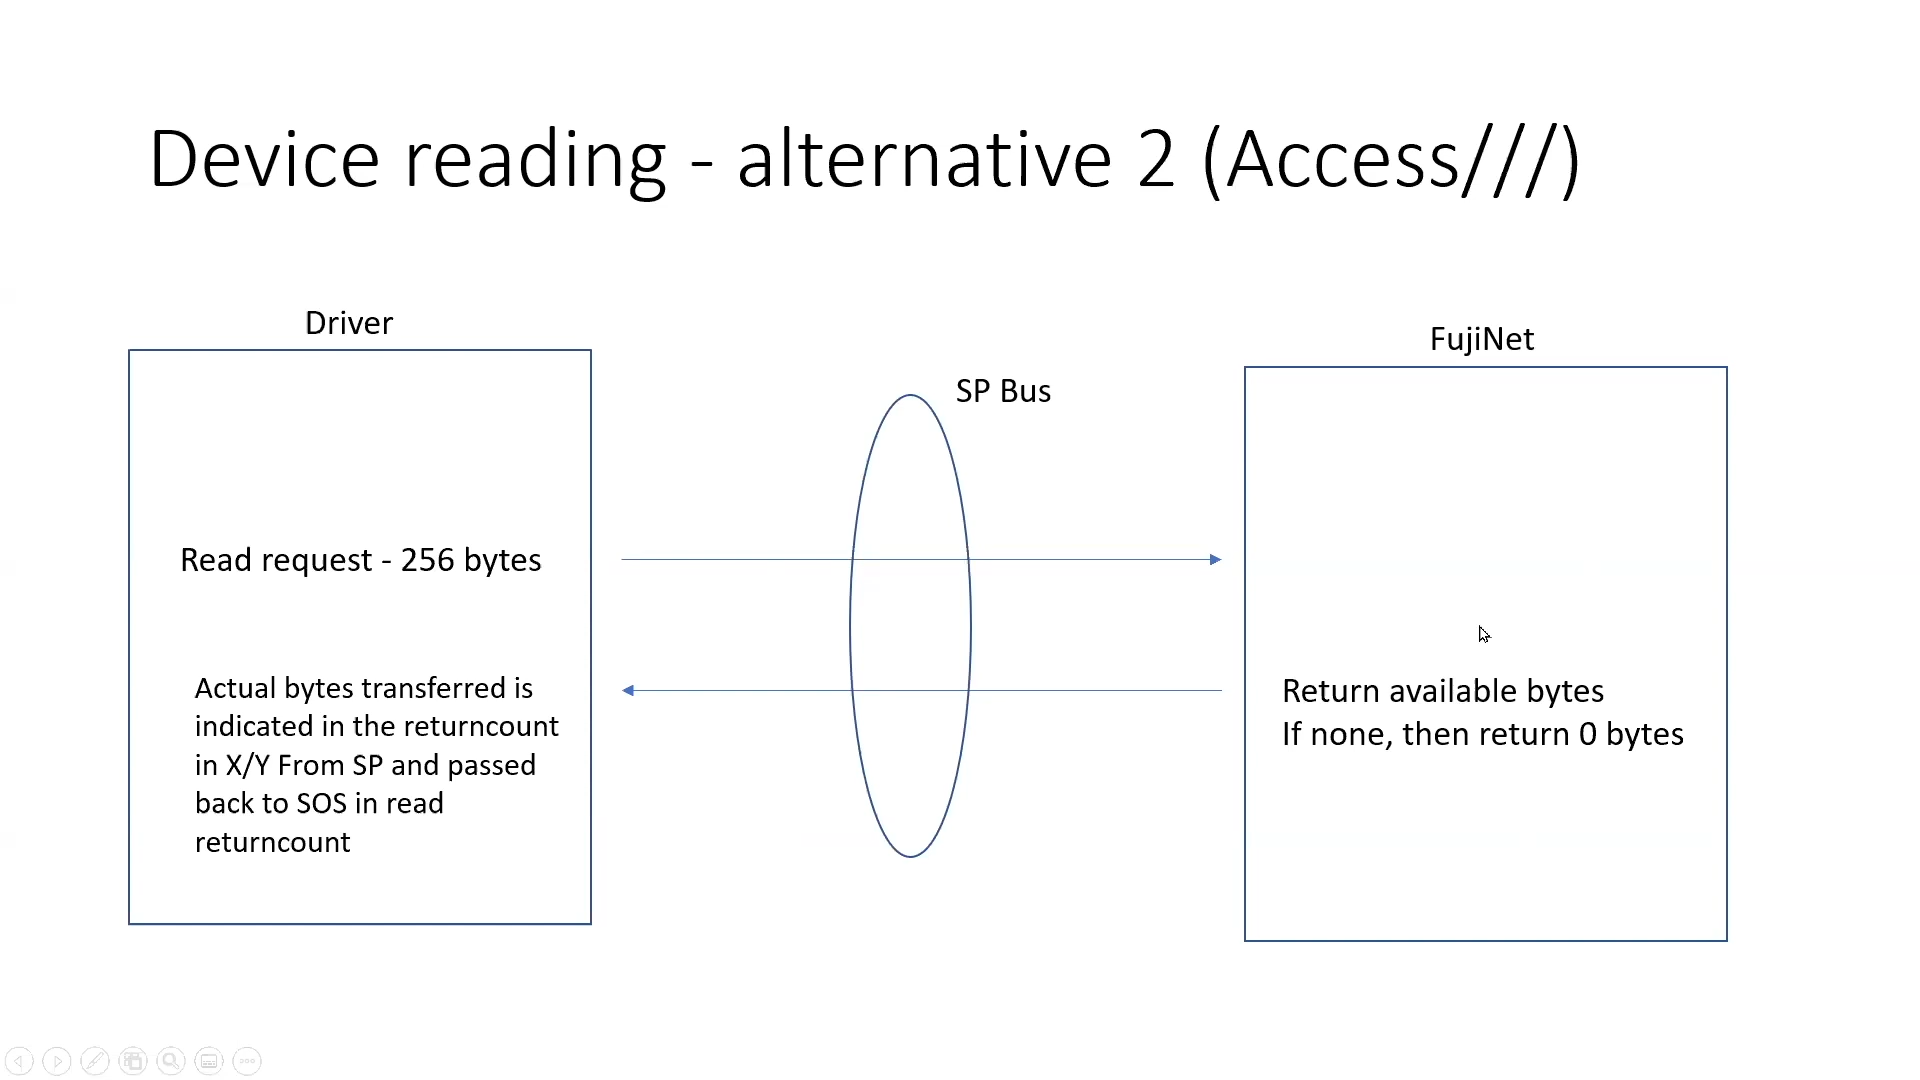 Device reading - alternative 2 (Access///)
Driver
FujiNet
SP Bus
Read request - 256 bytes
Actual bytes transferred is
indicated in the returncount
in X/Y From SP and passed
back to SOS in read
returncount
Return available bytes
If none, then return 0 bytes